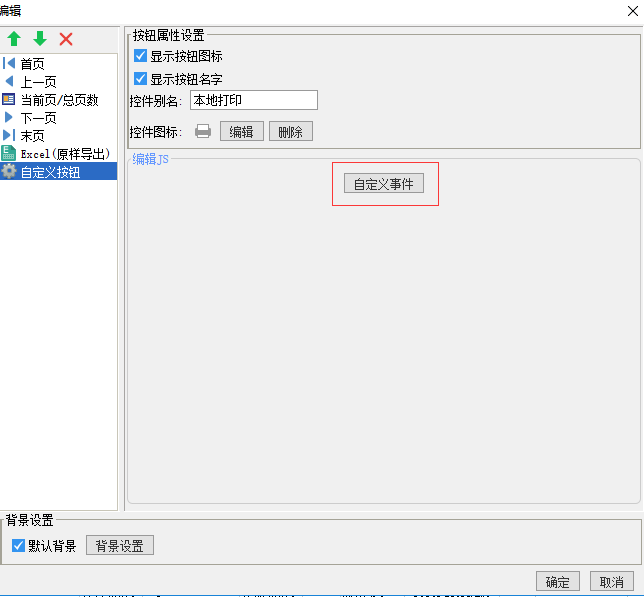 编辑
首页
上一页
当前页/总页数
下一页
末页
Excel(原样导出)
自定义按钮
按钮属性设置
显示按钮图标
显示按钮名字
控件别名: 本地打印
控件图标: 编辑 删除
编辑JS
自定义事件
背景设置
默认背景 背景设置
确定 取消